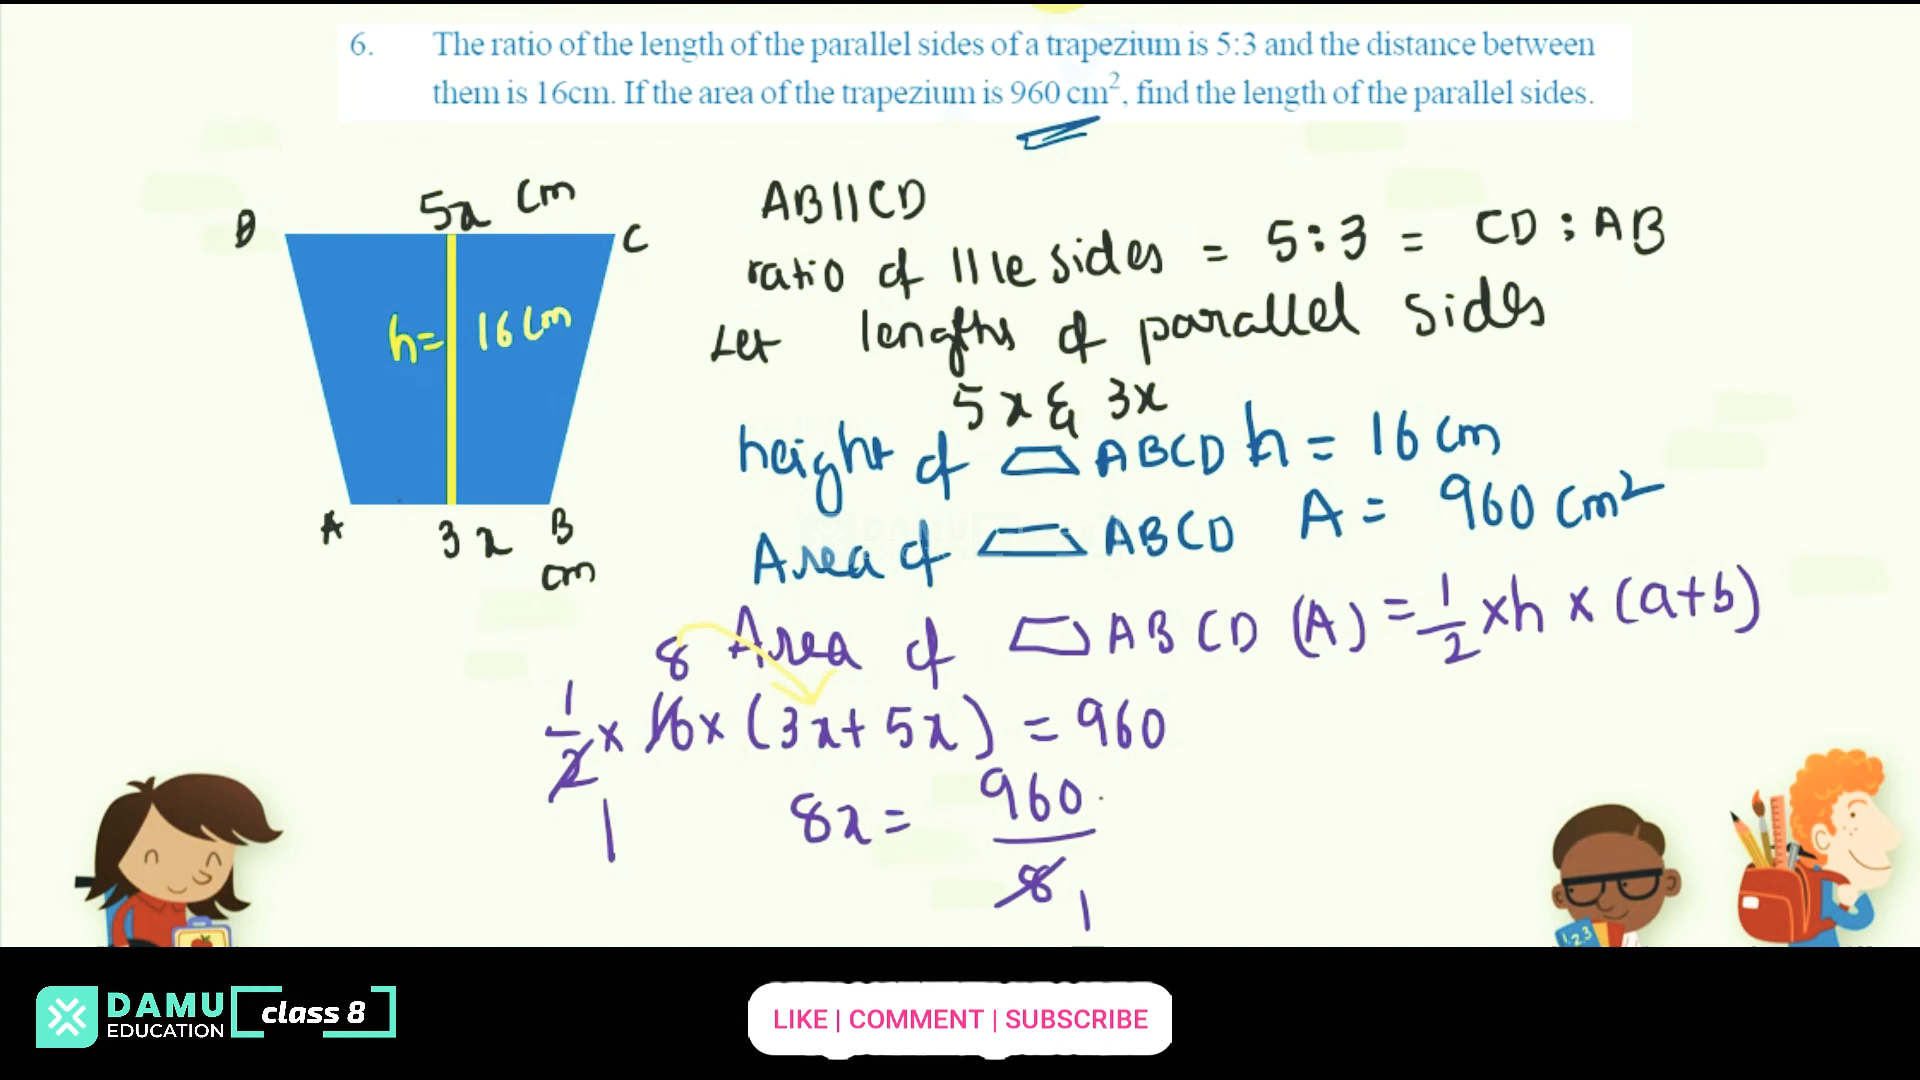 6. The ratio of the length of the parallel sides of a trapezium is 5:3 and the distance between
them is 16cm. If the area of the trapezium is 960 cm², find the length of the parallel sides.
5x cm
D
C
h= 16 cm
A
3x
B
cm
AB||CD
ratio of ||le sides = 5:3 = CD : AB
Let lengths of parallel sides
5x & 3x
height of ABCD h = 16 cm
Area of ABCD A = 960 cm²
Area of ABCD (A) = 1/2 × h × (a+b)
8
1/2 × 16 × (3x + 5x) = 960
1
8x = 960/8
1
1,2,3
DAMU
EDUCATION
class 8
LIKE | COMMENT | SUBSCRIBE